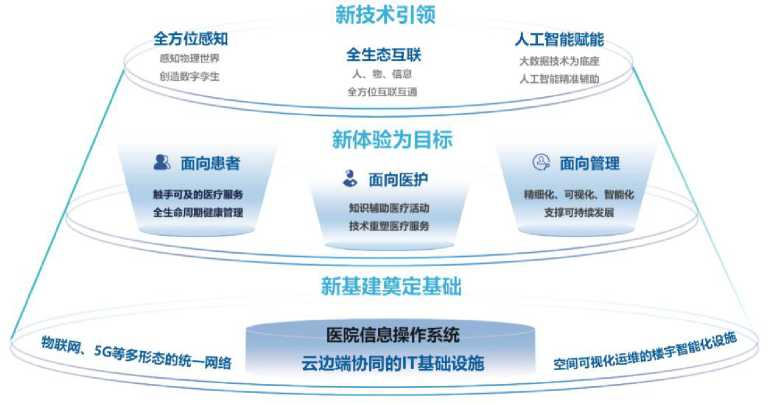 新技术引领
全方位感知
感知物理世界
创造数字孪生
全生态互联
人、物、信息
全方位互联互通
人工智能赋能
大数据技术为底座
人工智能精准辅助
新体验为目标
面向患者
触手可及的医疗服务
全生命周期健康管理
面向医护
知识辅助医疗活动
技术重塑医疗服务
面向管理
精细化、可视化、智能化
支撑可持续发展
新基建奠定基础
物联网、5G等多形态的统一网络
医院信息操作系统
云边端协同的IT基础设施
空间可视化运维的楼宇智能化设施